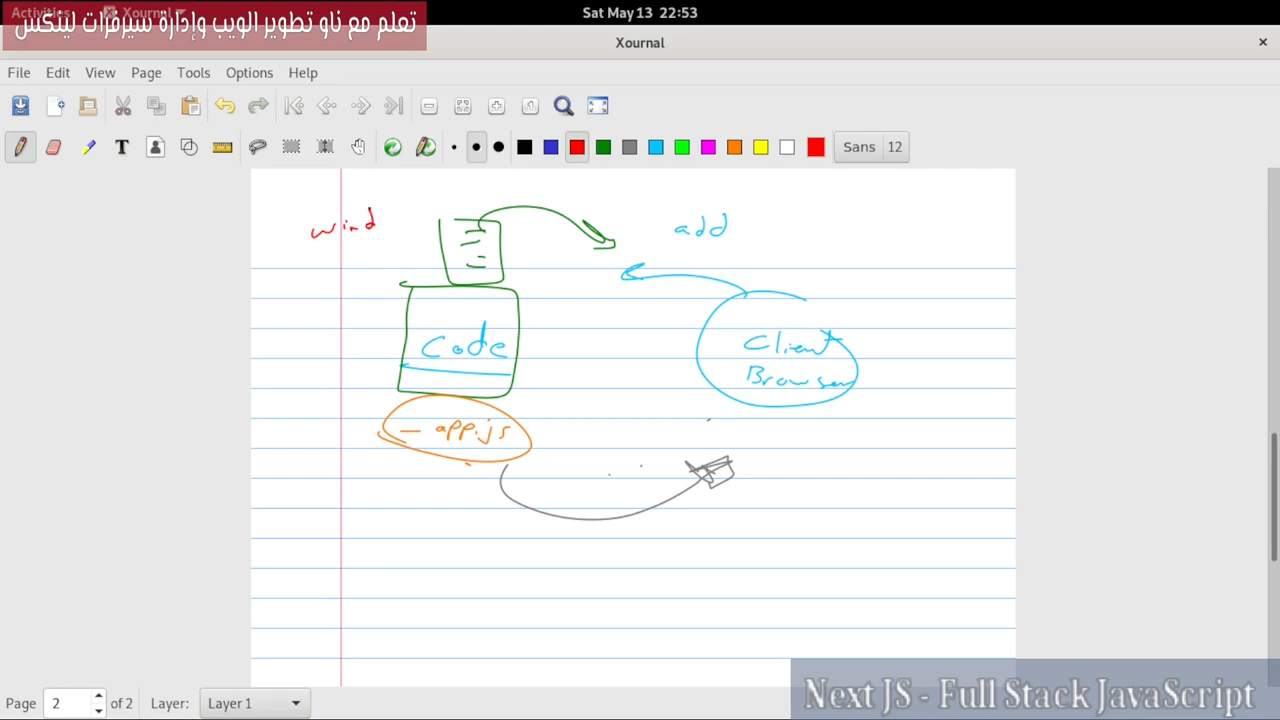 Activities
Xournal
Sat May 13 22:53
تعلم مع ناو تطوير الويب وإدارة سيرفرات لينكس
Xournal
File Edit View Page Tools Options Help
Sans 12
wind
add
Code
Client
Browser
- app.js
Page 2 of 2 Layer: Layer 1
Next JS - Full Stack JavaScript